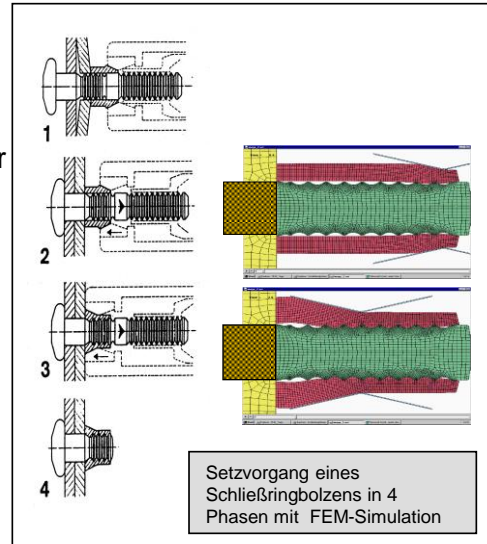 1
r
2
3
4
Setzvorgang eines
Schließringbolzens in 4
Phasen mit FEM-Simulation